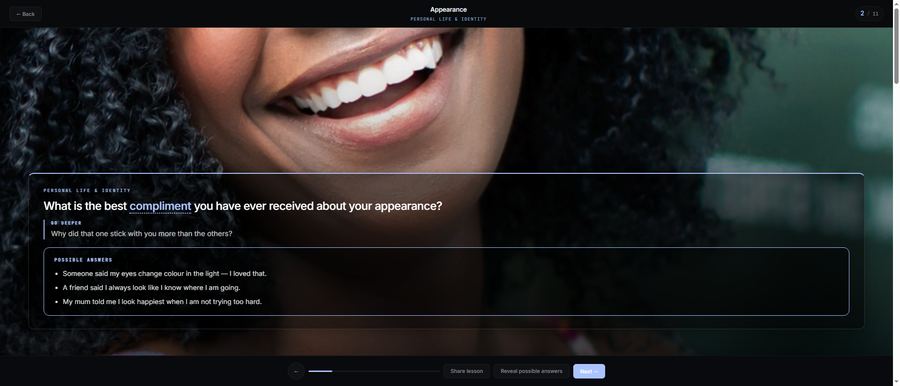 ← Back
Appearance
PERSONAL LIFE & IDENTITY
2 / 11
PERSONAL LIFE & IDENTITY
What is the best compliment you have ever received about your appearance?
GO DEEPER
Why did that one stick with you more than the others?
POSSIBLE ANSWERS
• Someone said my eyes change colour in the light — I loved that.
• A friend said I always look like I know where I am going.
• My mum told me I look happiest when I am not trying too hard.
←
Share lesson
Reveal possible answers
Next →